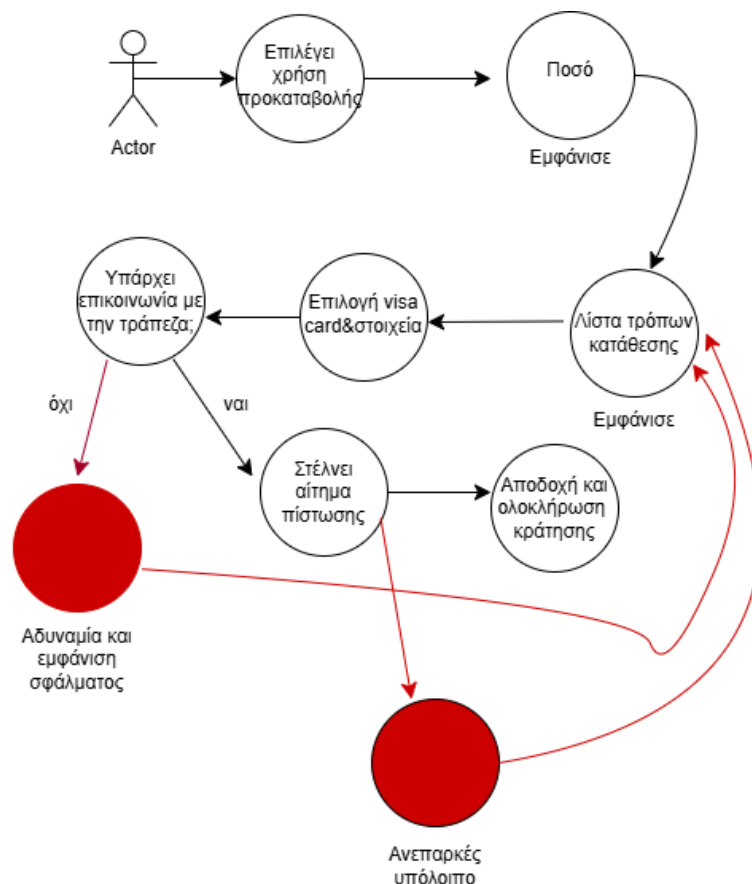 Επιλέγει
χρήση
προκαταβολής
Actor
Ποσό
Εμφάνισε
Υπάρχει
επικοινωνία με
την τράπεζα;
Επιλογή visa
card&στοιχεία
Λίστα τρόπων
κατάθεσης
Εμφάνισε
όχι
ναι
Στέλνει
αίτημα
πίστωσης
Αποδοχή και
ολοκλήρωση
κράτησης
Αδυναμία και
εμφάνιση
σφάλματος
Ανεπαρκές
υπόλοιπο